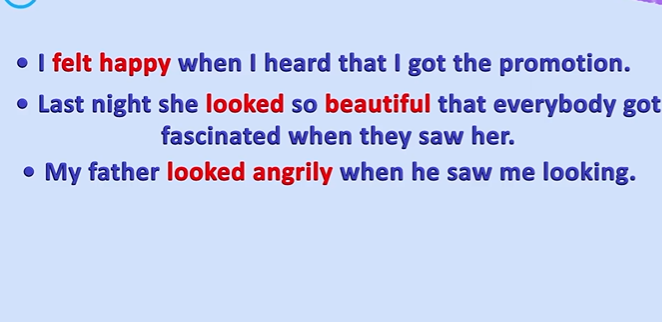 • I felt happy when I heard that I got the promotion.
• Last night she looked so beautiful that everybody got
fascinated when they saw her.
• My father looked angrily when he saw me looking.